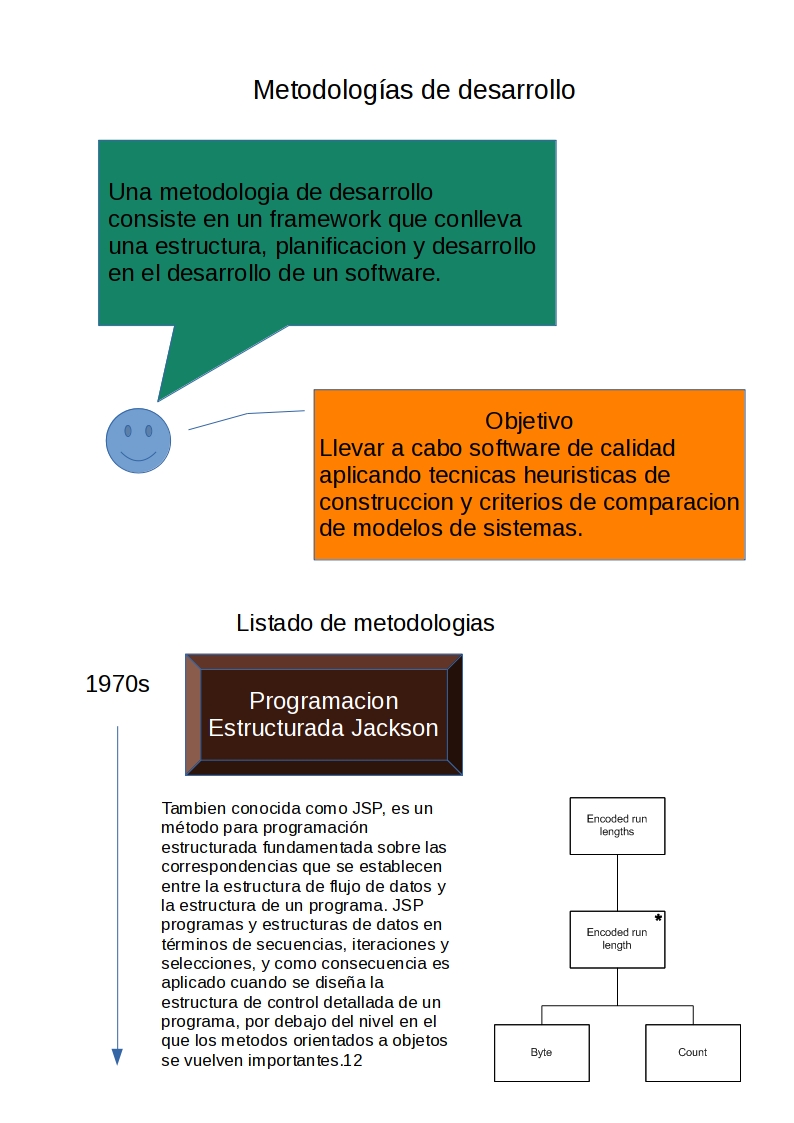 Metodologías de desarrollo
Una metodologia de desarrollo
consiste en un framework que conlleva
una estructura, planificacion y desarrollo
en el desarrollo de un software.
Objetivo
Llevar a cabo software de calidad
aplicando tecnicas heuristicas de
construccion y criterios de comparacion
de modelos de sistemas.
Listado de metodologias
1970s
Programacion
Estructurada Jackson
Tambien conocida como JSP, es un
método para programación
estructurada fundamentada sobre las
correspondencias que se establecen
entre la estructura de flujo de datos y
la estructura de un programa. JSP
programas y estructuras de datos en
términos de secuencias, iteraciones y
selecciones, y como consecuencia es
aplicado cuando se diseña la
estructura de control detallada de un
programa, por debajo del nivel en el
que los metodos orientados a objetos
se vuelven importantes.12
Encoded run
lengths
*
Encoded run
length
Byte
Count